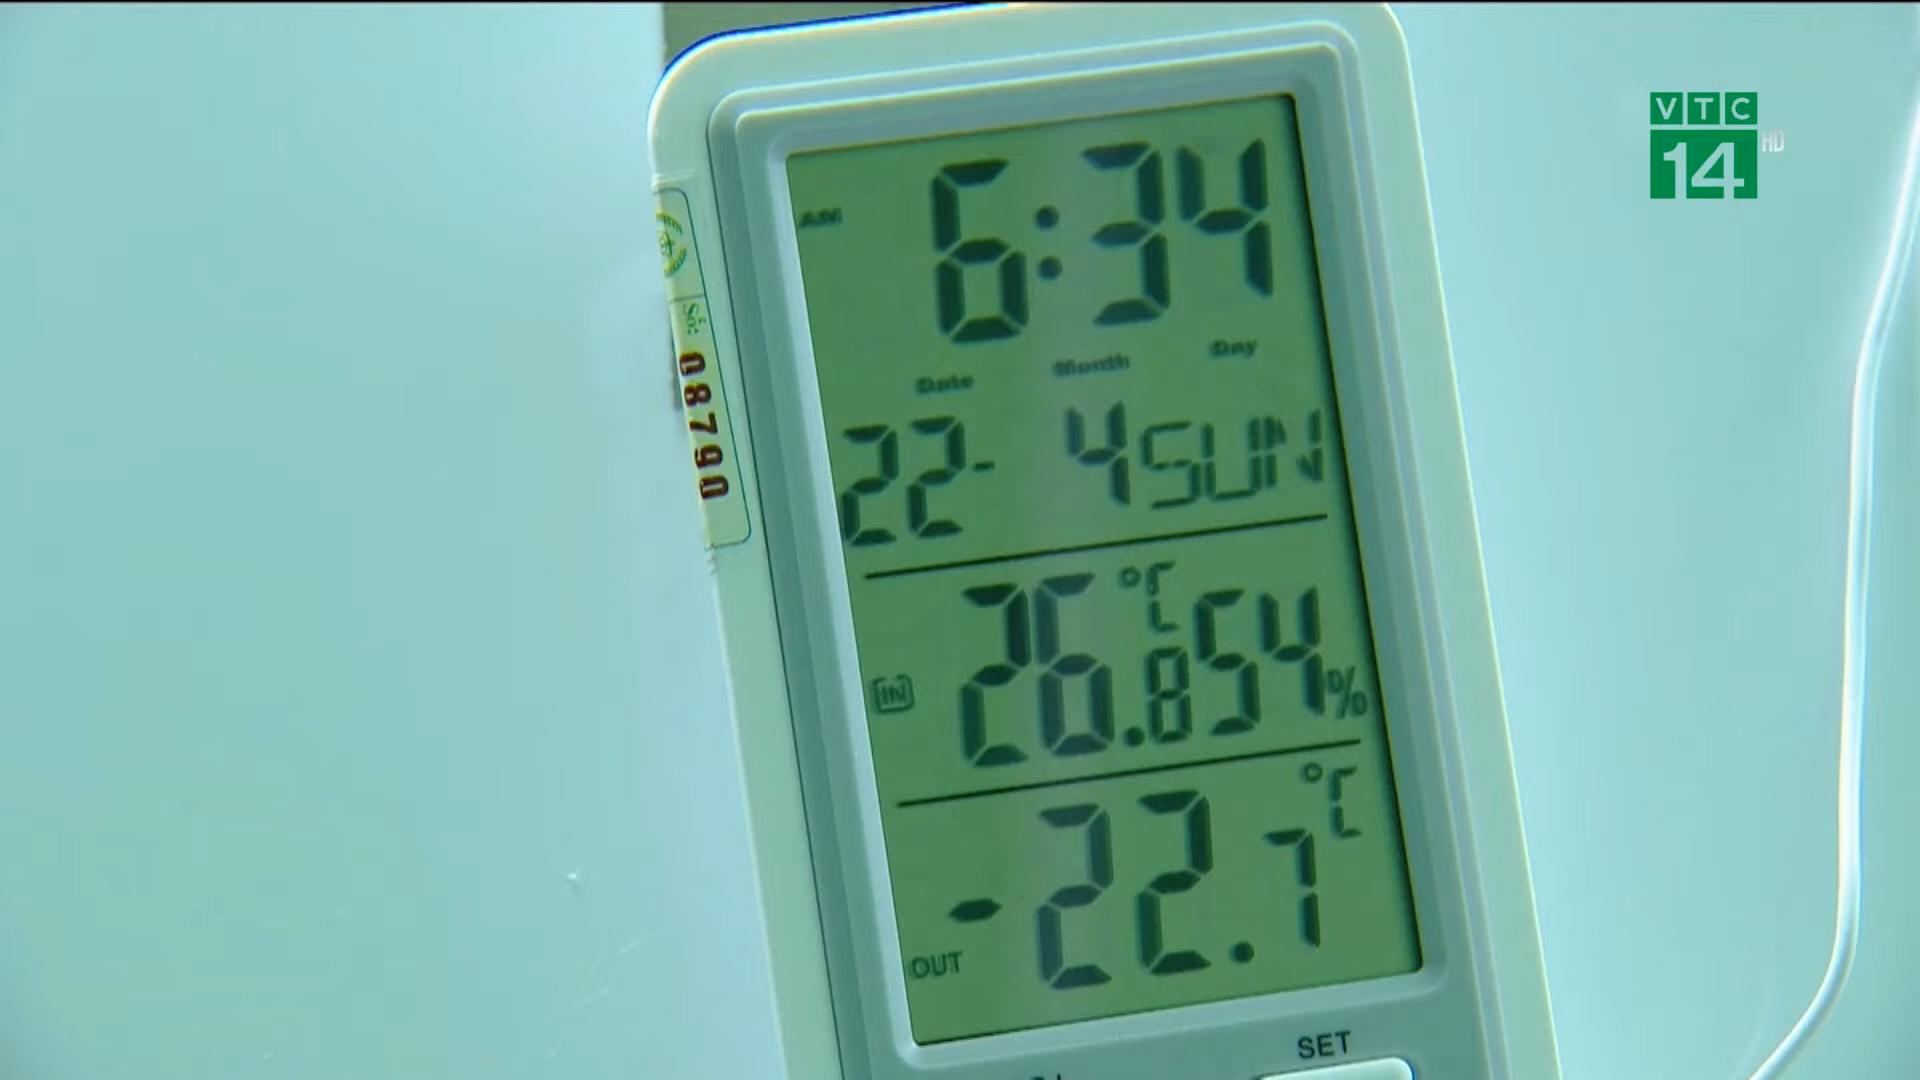 VTC
14 HD
AM 6:34
Date Month Day
22- 4 SUN
IN 26.8 °C 54 %
OUT -22.7 °C
SET
Số: 08790